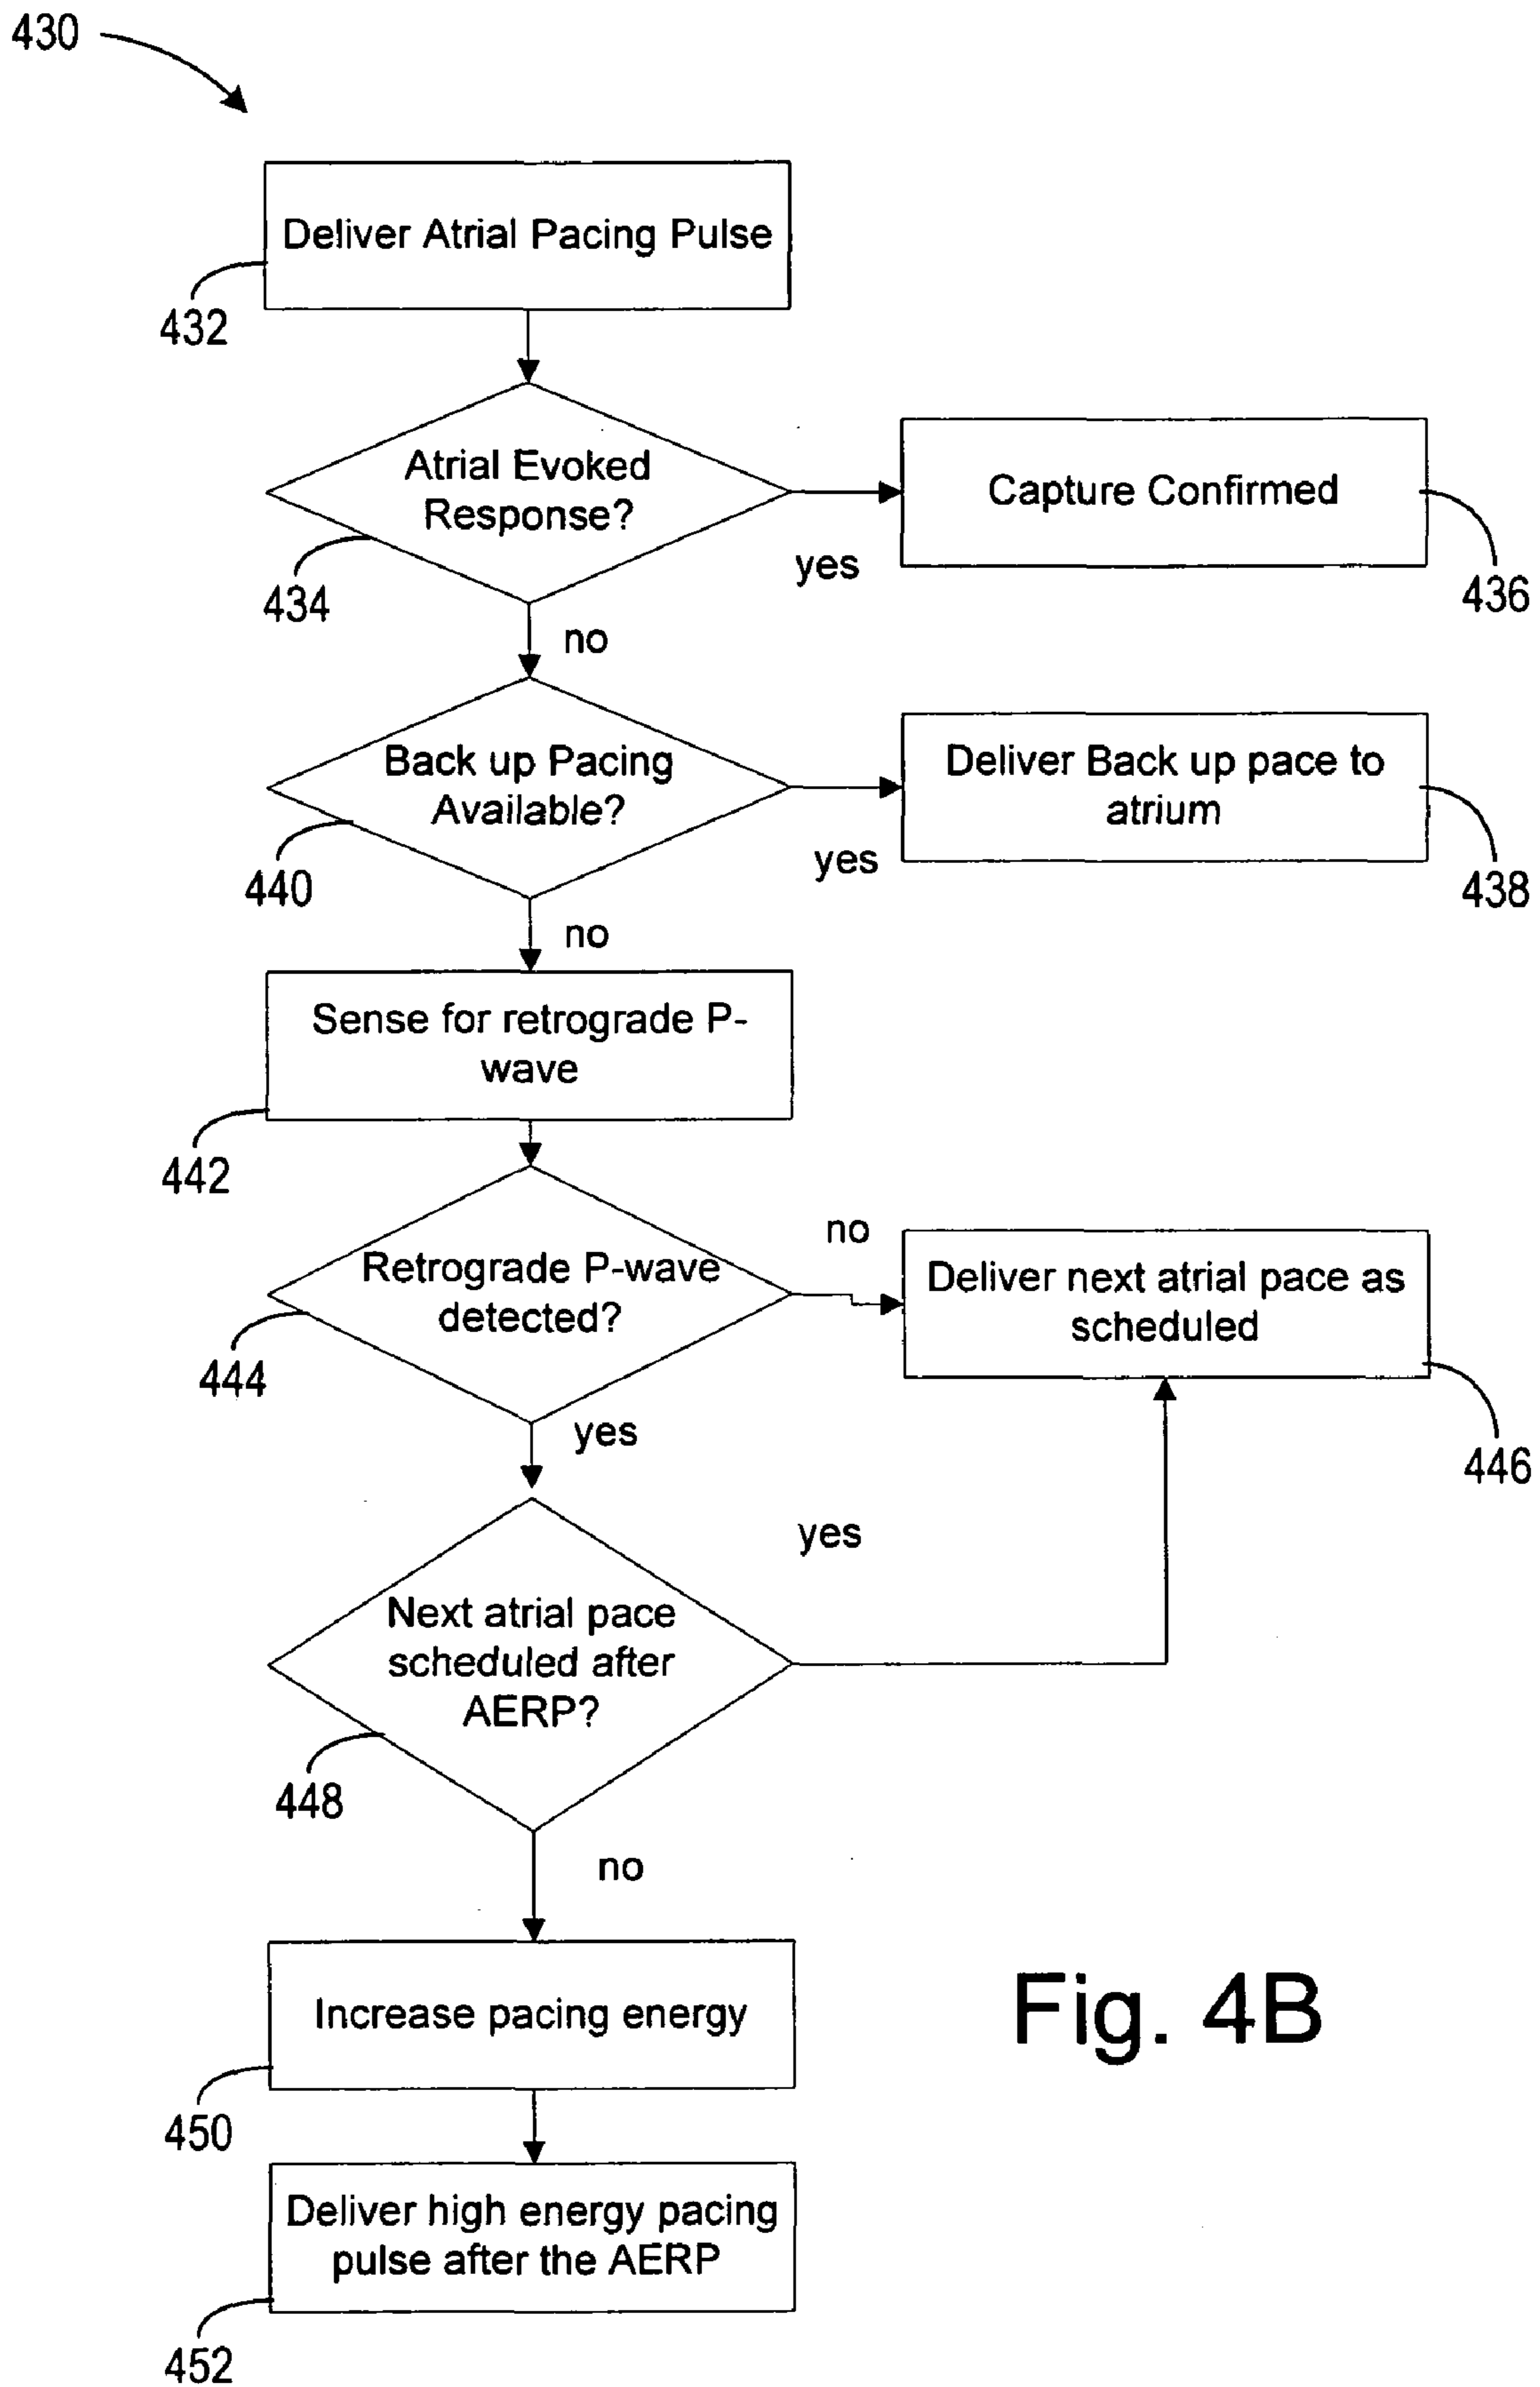 430
Deliver Atrial Pacing Pulse
432
Atrial Evoked
Response?
434
yes
Capture Confirmed
436
no
Back up Pacing
Available?
440
yes
Deliver Back up pace to
atrium
438
no
Sense for retrograde P-
wave
442
Retrograde P-wave
detected?
444
no
Deliver next atrial pace as
scheduled
446
yes
Next atrial pace
scheduled after
AERP?
448
yes
no
Increase pacing energy
450
Deliver high energy pacing
pulse after the AERP
452
Fig. 4B